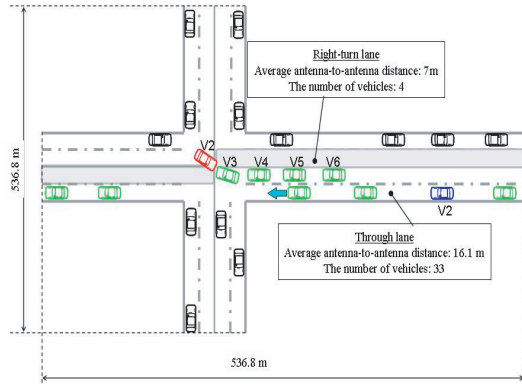 Right-turn lane
Average antenna-to-antenna distance: 7m
The number of vehicles: 4
V2
V3
V4
V5
V6
V2
536.8 m
Through lane
Average antenna-to-antenna distance: 16.1 m
The number of vehicles: 33
536.8 m